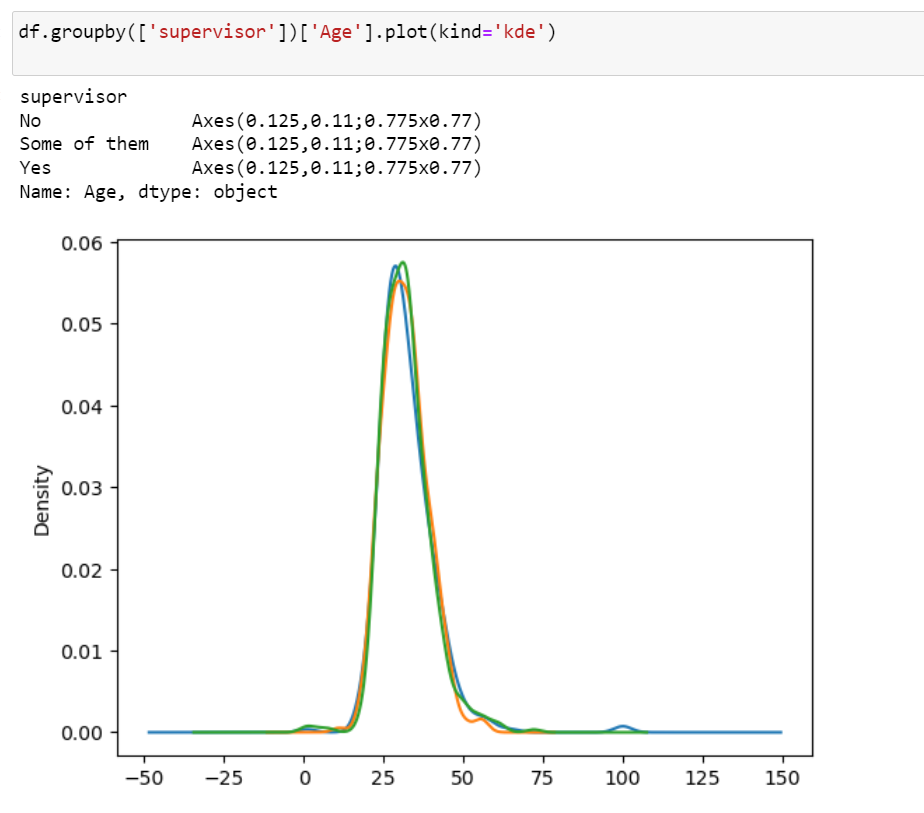 df.groupby(['supervisor'])['Age'].plot(kind='kde')
supervisor
No Axes(0.125,0.11;0.775x0.77)
Some of them Axes(0.125,0.11;0.775x0.77)
Yes Axes(0.125,0.11;0.775x0.77)
Name: Age, dtype: object
0.06
0.05
0.04
0.03
0.02
0.01
0.00
Density
−50 −25 0 25 50 75 100 125 150